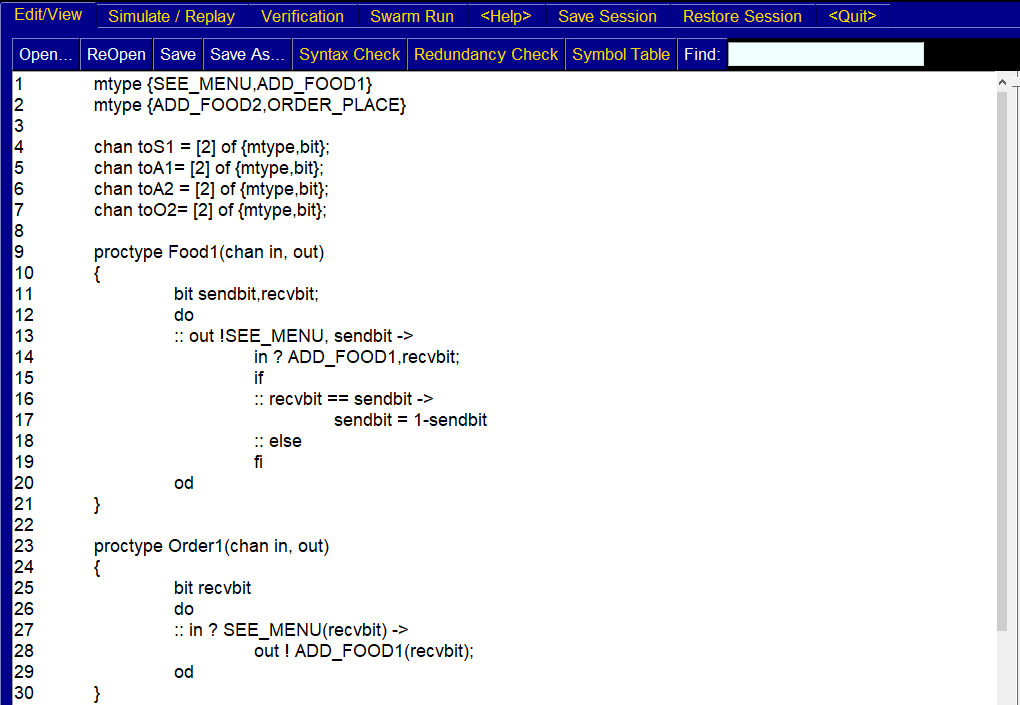 Edit/View Simulate / Replay Verification Swarm Run <Help> Save Session Restore Session <Quit>
Open... ReOpen Save Save As... Syntax Check Redundancy Check Symbol Table Find:
1 mtype {SEE_MENU,ADD_FOOD1}
2 mtype {ADD_FOOD2,ORDER_PLACE}
3
4 chan toS1 = [2] of {mtype,bit};
5 chan toA1= [2] of {mtype,bit};
6 chan toA2 = [2] of {mtype,bit};
7 chan toO2= [2] of {mtype,bit};
8
9 proctype Food1(chan in, out)
10 {
11 bit sendbit,recvbit;
12 do
13 :: out !SEE_MENU, sendbit ->
14 in ? ADD_FOOD1,recvbit;
15 if
16 :: recvbit == sendbit ->
17 sendbit = 1-sendbit
18 :: else
19 fi
20 od
21 }
22
23 proctype Order1(chan in, out)
24 {
25 bit recvbit
26 do
27 :: in ? SEE_MENU(recvbit) ->
28 out ! ADD_FOOD1(recvbit);
29 od
30 }